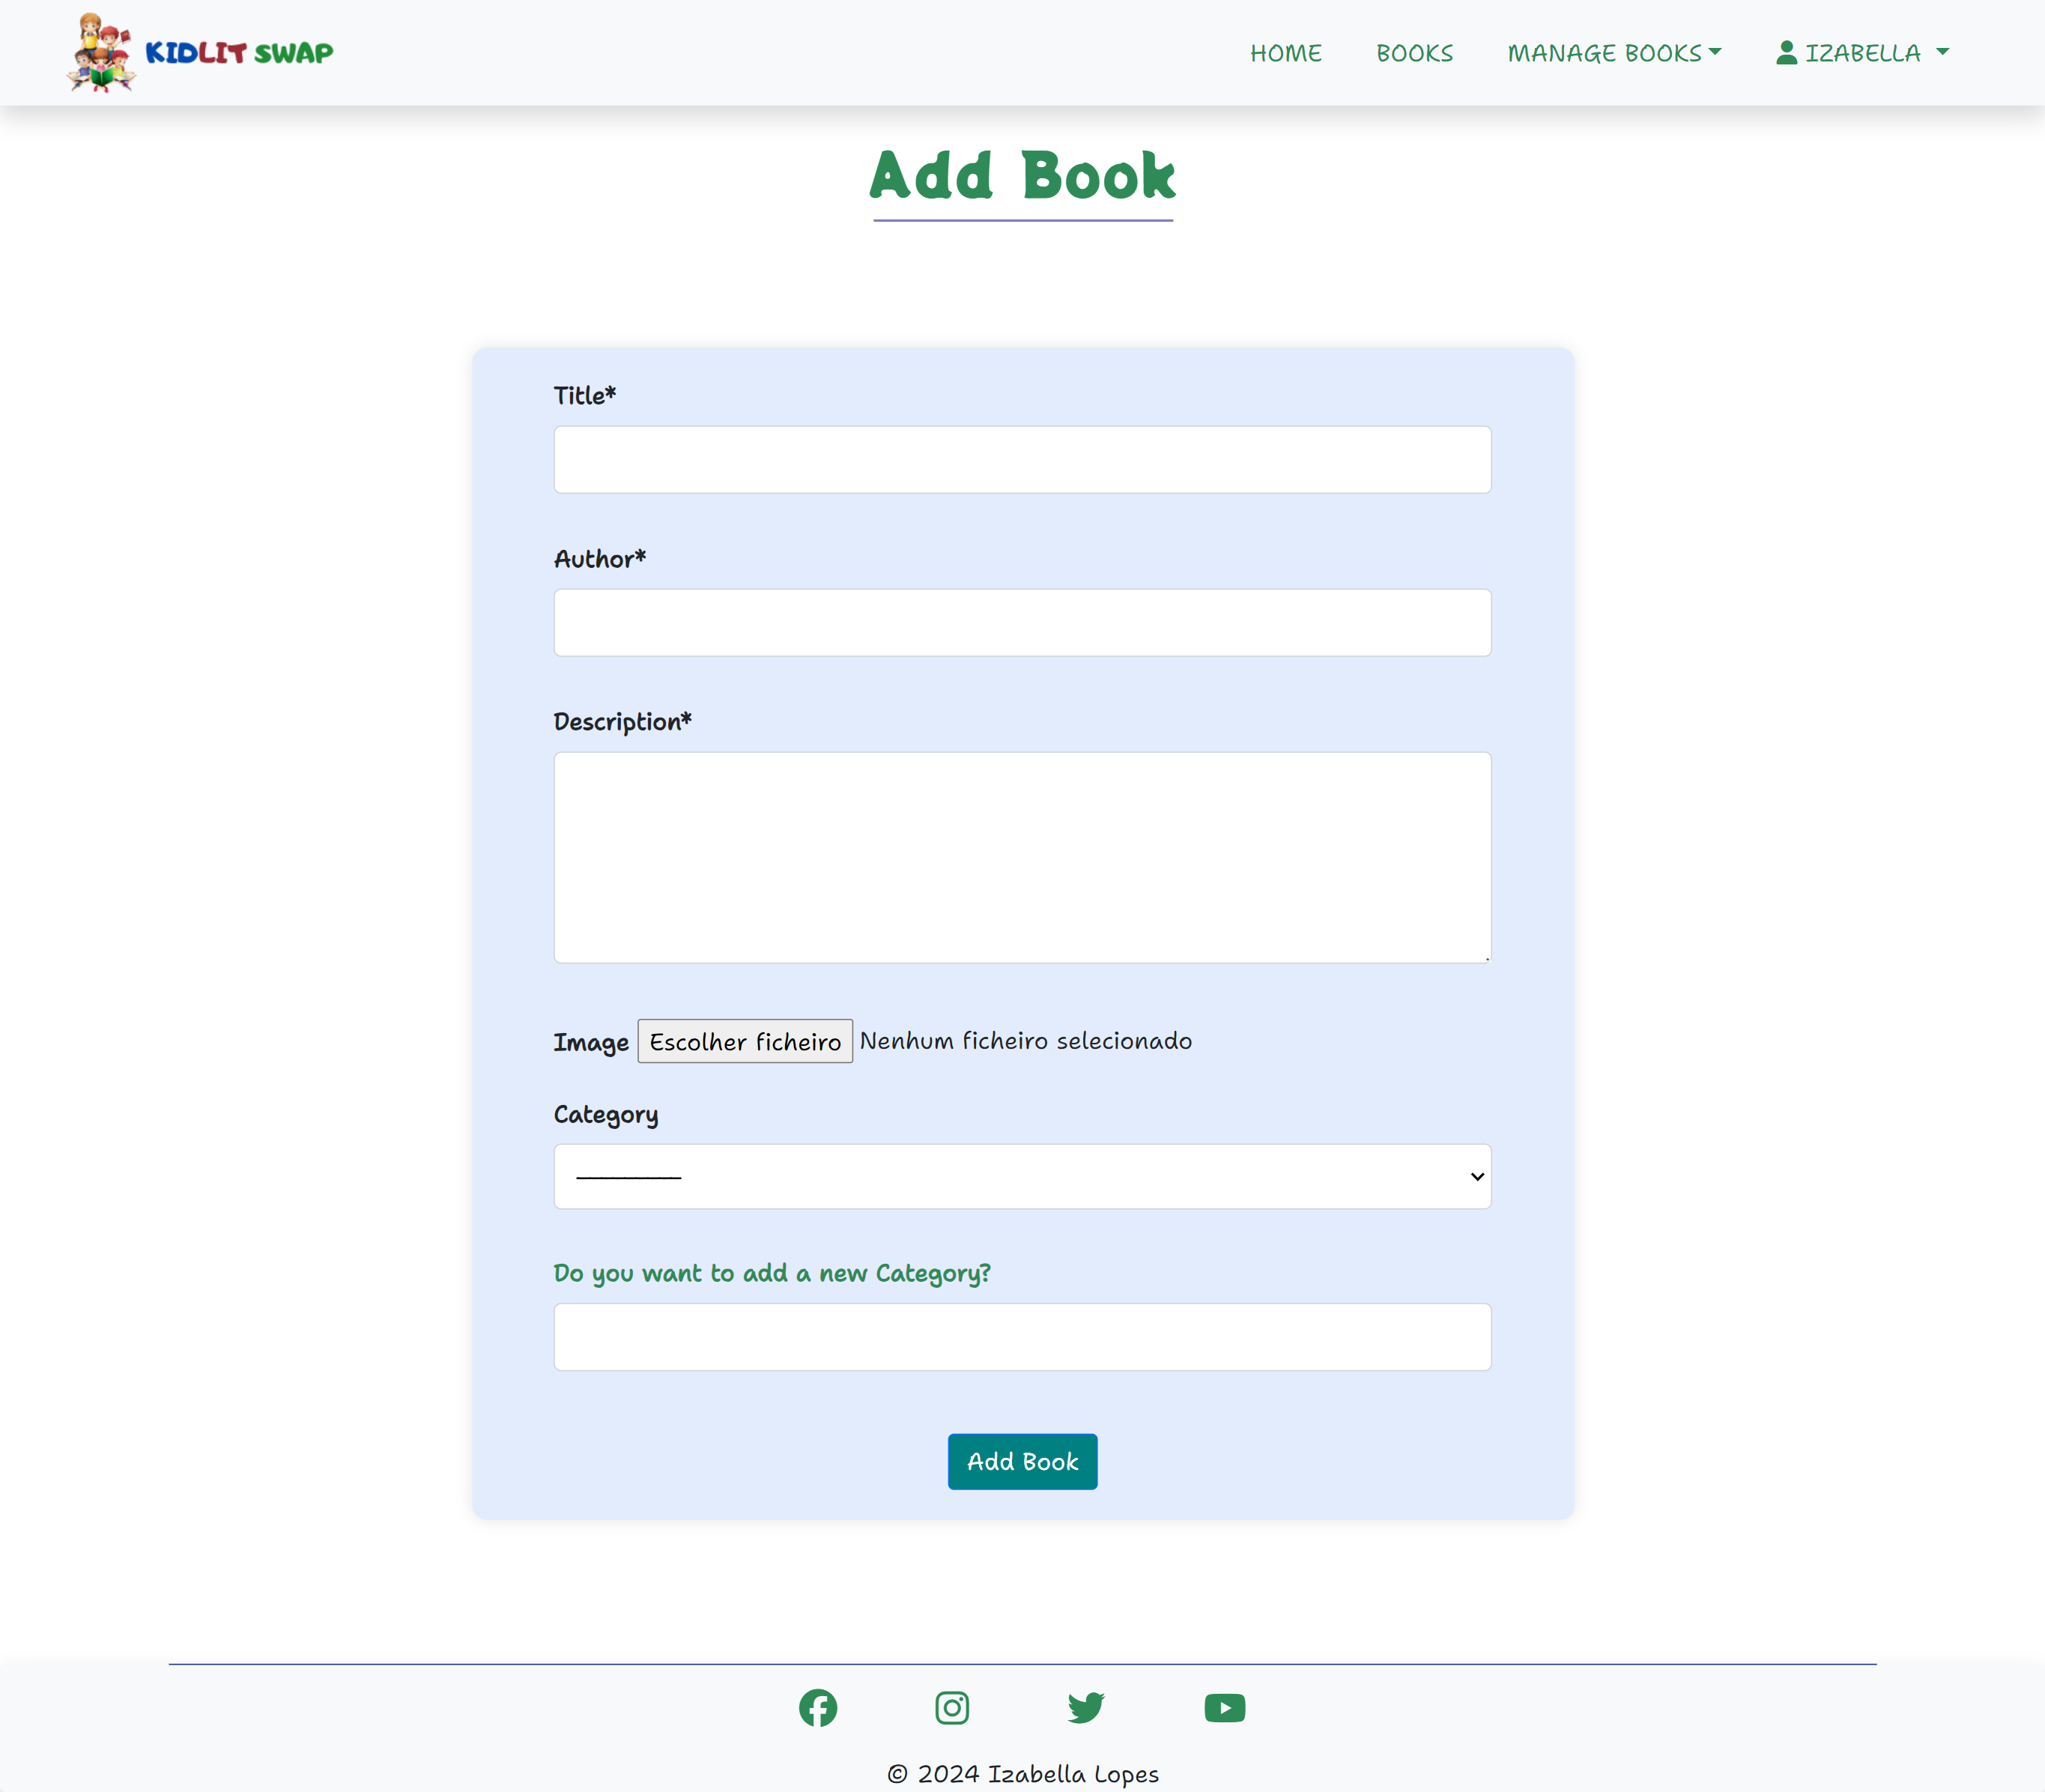 KIDLIT SWAP
HOME BOOKS MANAGE BOOKS IZABELLA
Add Book
Title*
Author*
Description*
Image Escolher ficheiro Nenhum ficheiro selecionado
Category
---------
Do you want to add a new Category?
Add Book
© 2024 Izabella Lopes